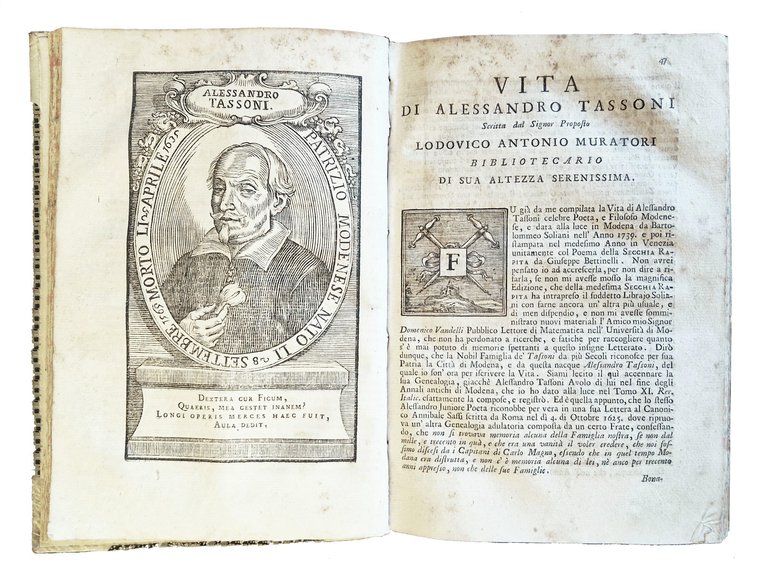 ALESSANDRO
TASSONI.
PATRIZIO MODENESE NATO LI 28 SETTEMBRE 1565 MORTO LI 25 APRILE 1635
DEXTERA CUR FIGUM,
QUAERIS, MEA GESTET INANEM?
LONGI OPERIS MERCES HAEC FUIT,
AULA DEDIT.
47
VITA
DI ALESSANDRO TASSONI
Scritta dal Signor Proposto
LODOVICO ANTONIO MURATORI
BIBLIOTECARIO
DI SUA ALTEZZA SERENISSIMA.
FU già da me compilata la Vita di Alessandro
Tassoni celebre Poeta, e Filosofo Modene-
se, e data alla luce in Modena da Barto-
lommeo Soliani nell' Anno 1739. e poi ri-
stampata nel medesimo Anno in Venezia
unitamente col Poema della SECCHIA RA-
PITA da Giuseppe Bettinelli. Non avrei
pensato io ad accrescerla, per non dire a ri-
farla, se non mi avesse mosso la magnifica
Edizione, che della medesima SECCHIA RA-
PITA ha intrapreso il suddetto Librajo Solia-
ni con farne ancora un' altra più usuale, e
di men dispendio, e non mi avesse sommi-
nistrato nuovi materiali l'Amico mio Signor
Domenico Vandelli Pubblico Lettore di Matematica nell' Università di Mo-
dena, che non ha perdonato a ricerche, e fatiche per raccogliere quanto
s'è mai potuto di memorie spettanti a questo insigne Letterato. Dirò
dunque, che la Nobil Famiglia de' Tassoni da più Secoli riconosce per sua
Patria la Città di Modena, e da questa nacque Alessandro Tassoni, del
quale io son' ora per iscrivere la Vita. Siami lecito il quì accennare la
sua Genealogia, giacchè Alessandro Tassoni Avolo di lui nel fine degli
Annali antichi di Modena, che io ho dato alla luce nel Tomo XI. Rer.
Italic. esattamente la compose, e registrò. Ed è quella appunto, che lo stesso
Alessandro Juniore Poeta riconobbe per vera in una sua Lettera al Canoni-
co Annibale Sassi scritta da Roma nel dì 4. di Ottobre 1625. dove ripruo-
va un' altra Genealogia adulatoria composta da un certo Frate, confessan-
do, che non si trovava memoria alcuna della Famiglia nostra, se non dal
mille, e trecento in quà, e che era una vanità il voler credere, che noi fos-
simo discesi da i Capitani di Carlo Magno, essendo che in quel tempo Mo-
dana era distrutta, e non c'è memoria alcuna di lei, nè anco per trecento
anni appresso, non che delle sue Famiglie.